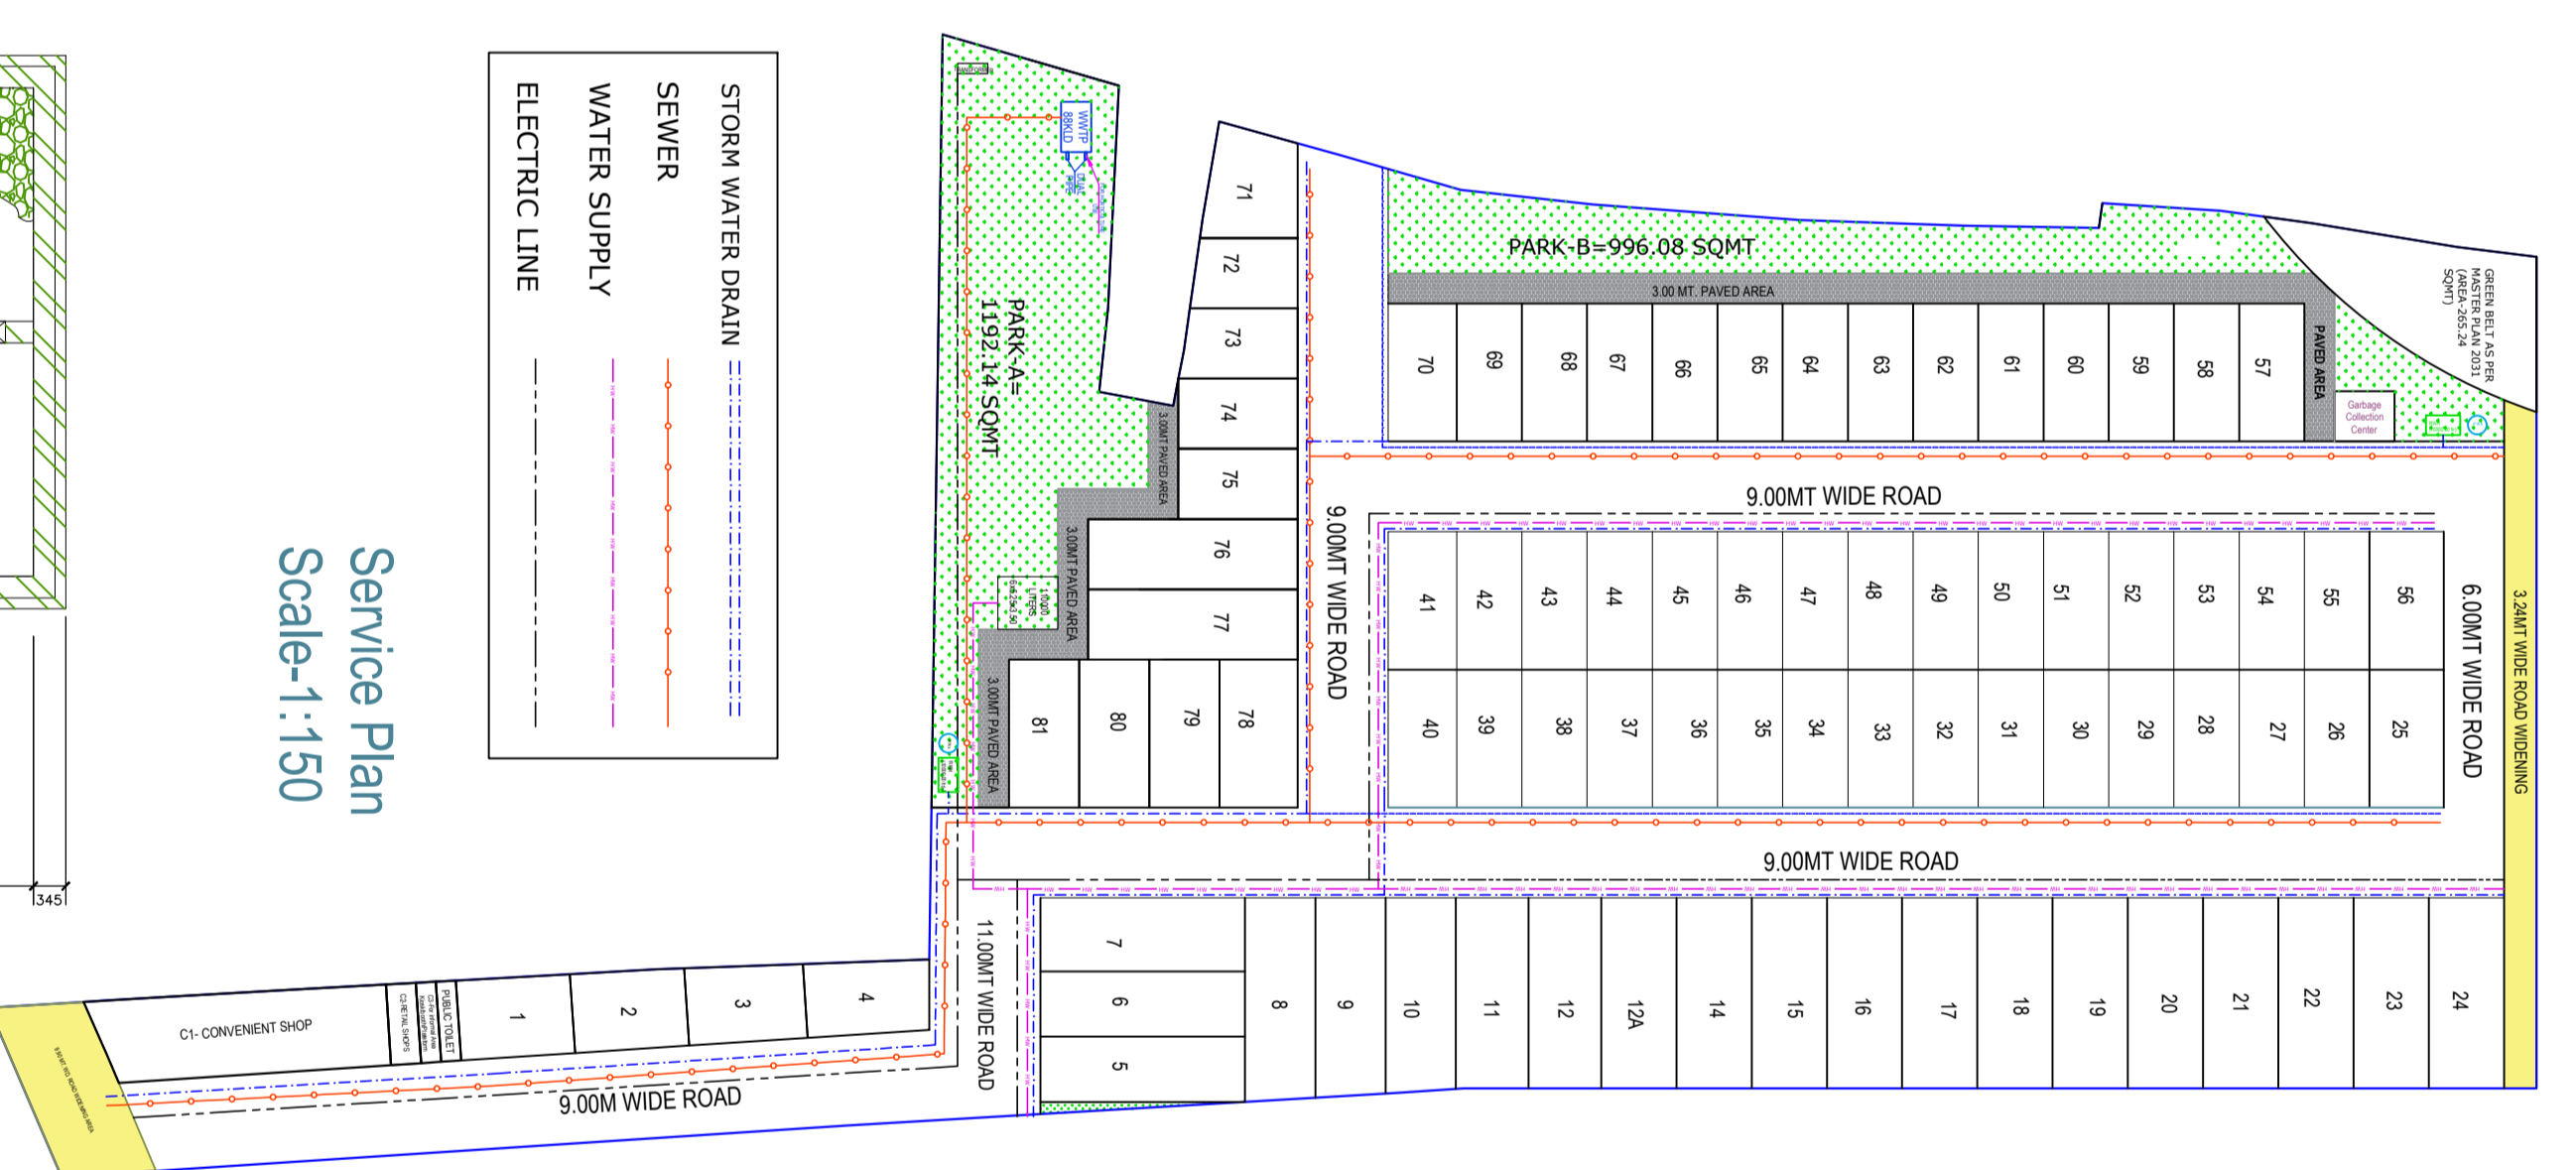 STORM WATER DRAIN
SEWER
WATER SUPPLY
ELECTRIC LINE
Service Plan
Scale-1:150
345
WWTP
88KLD
DUAL
PIPE
PARK-A=
1192.14 SQMT
3.00MT PAVED AREA
3.00MT PAVED AREA
3.00MT PAVED AREA
LITERS
71
72
73
74
75
76
77
81
80
79
78
9.00MT WIDE ROAD
PARK-B=996.08 SQMT
3.00 MT. PAVED AREA
PAVED AREA
GREEN BELT AS PER
MASTER PLAN 2031
(AREA-265.24
SQMT)
Garbage
Collection
Center
70 69 68 67 66 65 64 63 62 61 60 59 58 57
9.00MT WIDE ROAD
41 42 43 44 45 46 47 48 49 50 51 52 53 54 55 56
40 39 38 37 36 35 34 33 32 31 30 29 28 27 26 25
6.00MT WIDE ROAD
3.24MT WIDE ROAD WIDENING
9.00MT WIDE ROAD
11.00MT WIDE ROAD
7
6
5
8 9 10 11 12 12A 14 15 16 17 18 19 20 21 22 23 24
C1- CONVENIENT SHOP
C2-RETAIL SHOPS
PUBLIC TOILET
1 2 3 4
9.00M WIDE ROAD